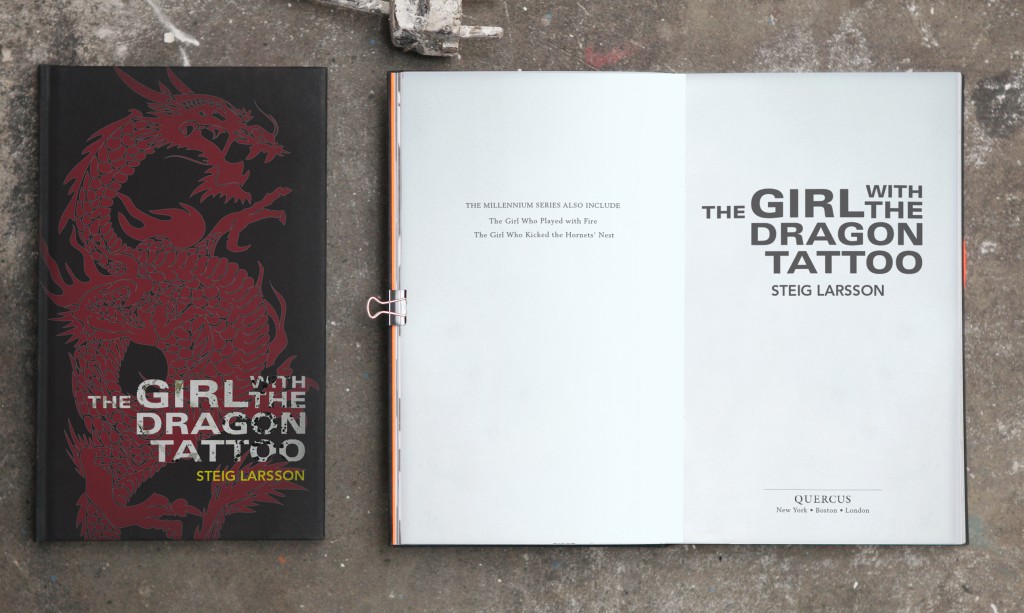 THE GIRL WITH THE
DRAGON
TATTOO
STEIG LARSSON
THE MILLENNIUM SERIES ALSO INCLUDE
The Girl Who Played with Fire
The Girl Who Kicked the Hornets' Nest
THE GIRL WITH THE
DRAGON
TATTOO
STEIG LARSSON
QUERCUS
New York • Boston • London